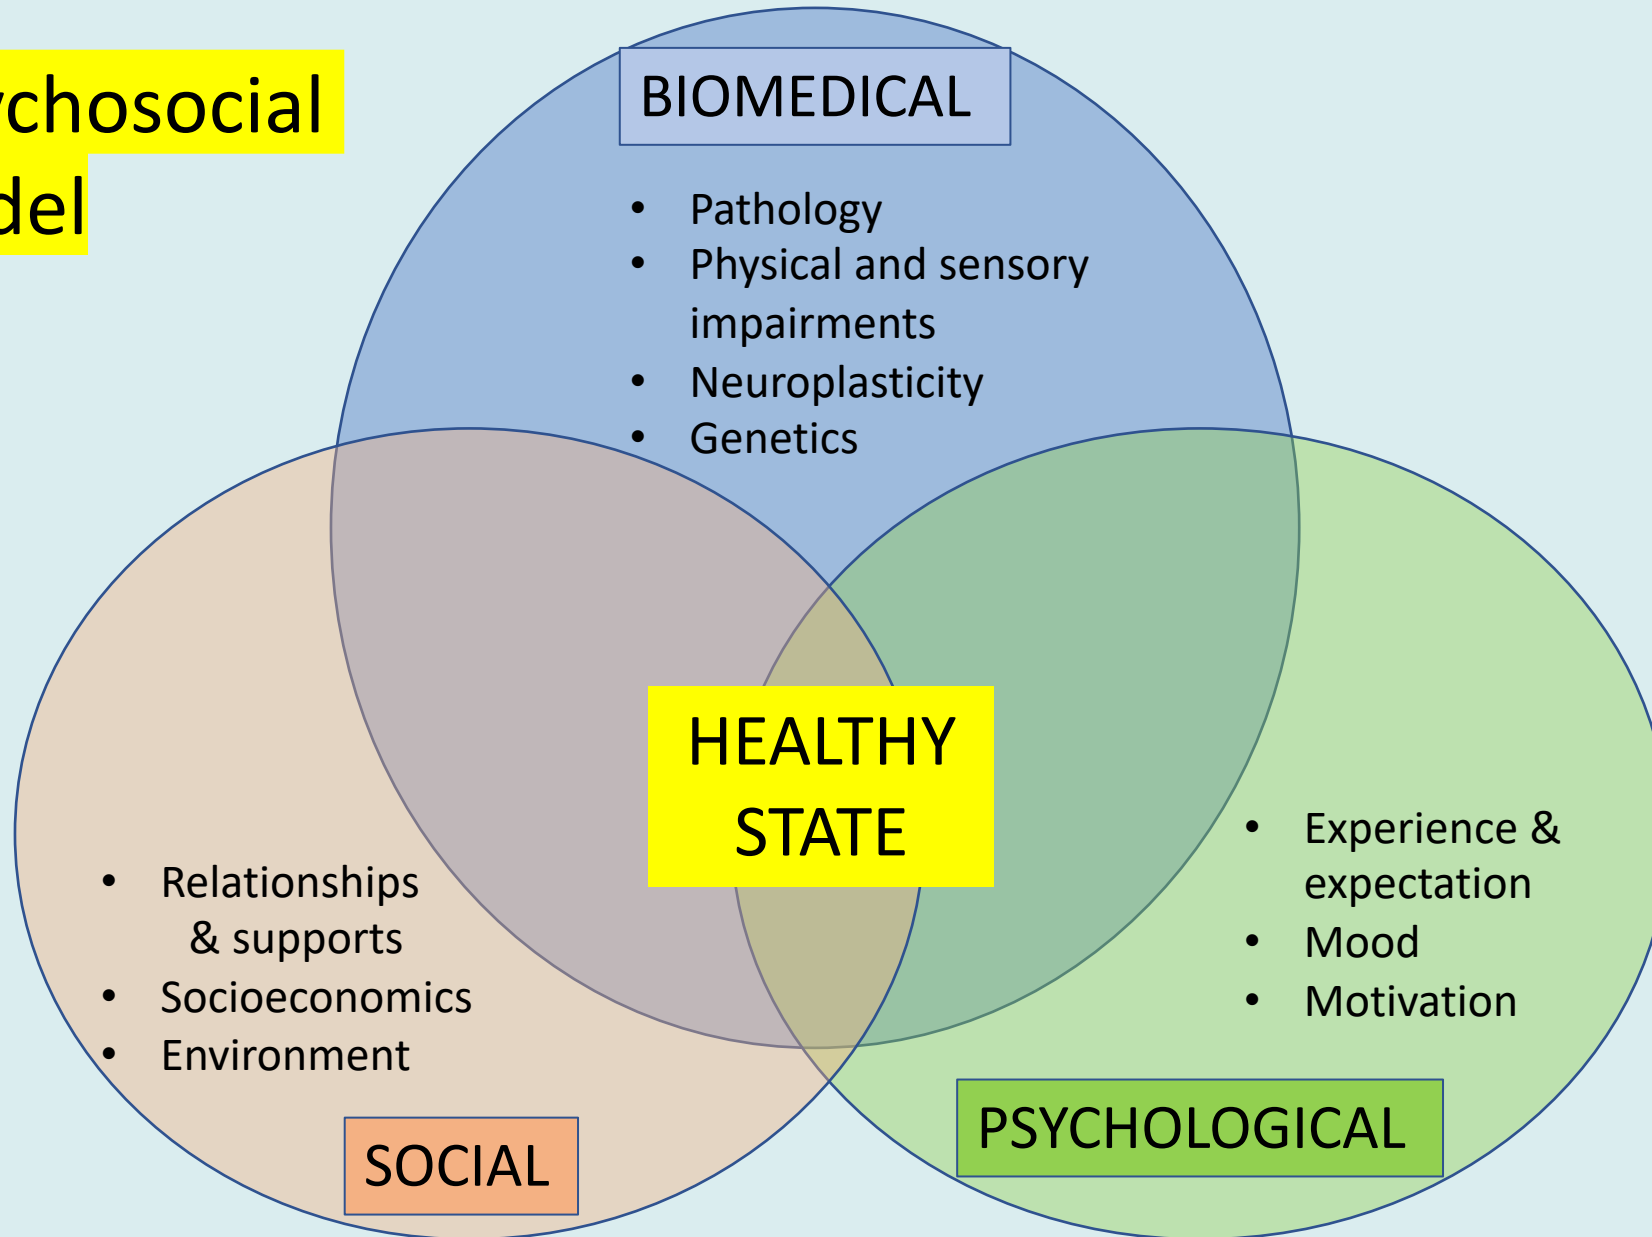 ychosocial
del
BIOMEDICAL
• Pathology
• Physical and sensory
impairments
• Neuroplasticity
• Genetics
HEALTHY
STATE
• Relationships
& supports
• Socioeconomics
• Environment
SOCIAL
• Experience &
expectation
• Mood
• Motivation
PSYCHOLOGICAL